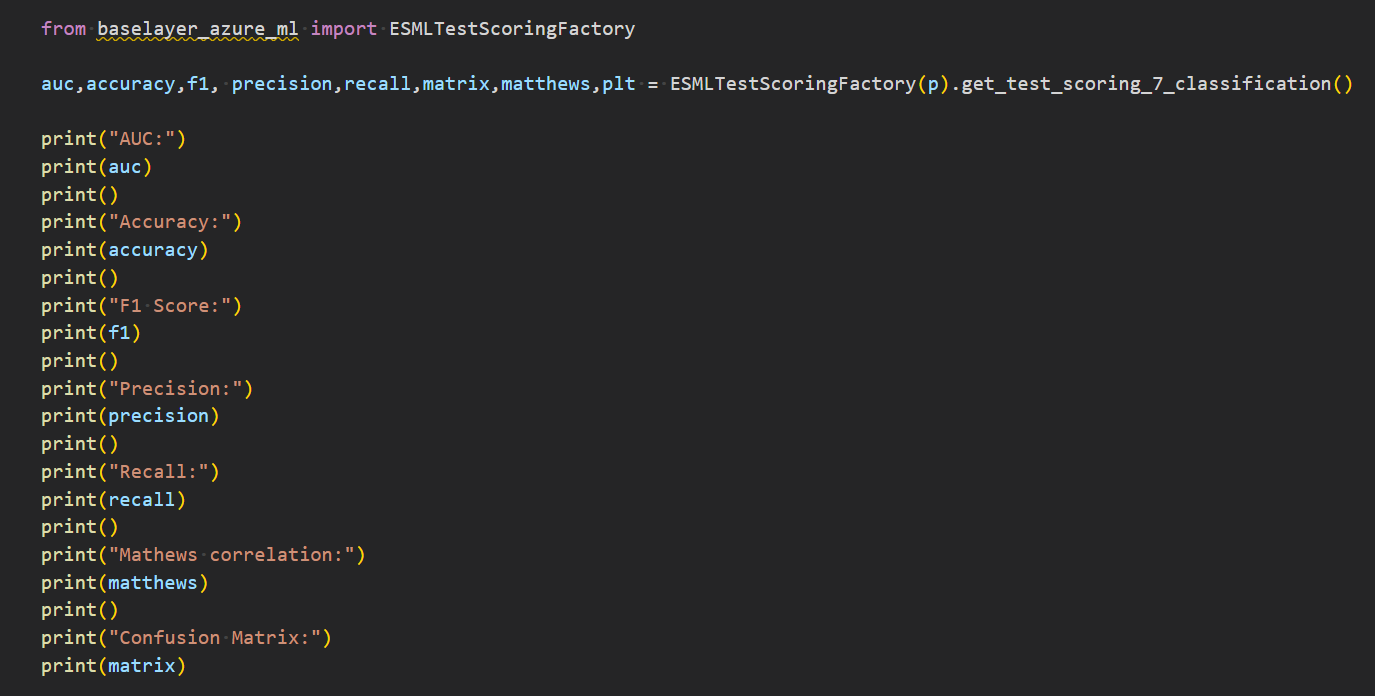 from baselayer_azure_ml import ESMLTestScoringFactory
auc,accuracy,f1, precision,recall,matrix,matthews,plt = ESMLTestScoringFactory(p).get_test_scoring_7_classification()
print("AUC:")
print(auc)
print()
print("Accuracy:")
print(accuracy)
print()
print("F1 Score:")
print(f1)
print()
print("Precision:")
print(precision)
print()
print("Recall:")
print(recall)
print()
print("Mathews correlation:")
print(matthews)
print()
print("Confusion Matrix:")
print(matrix)